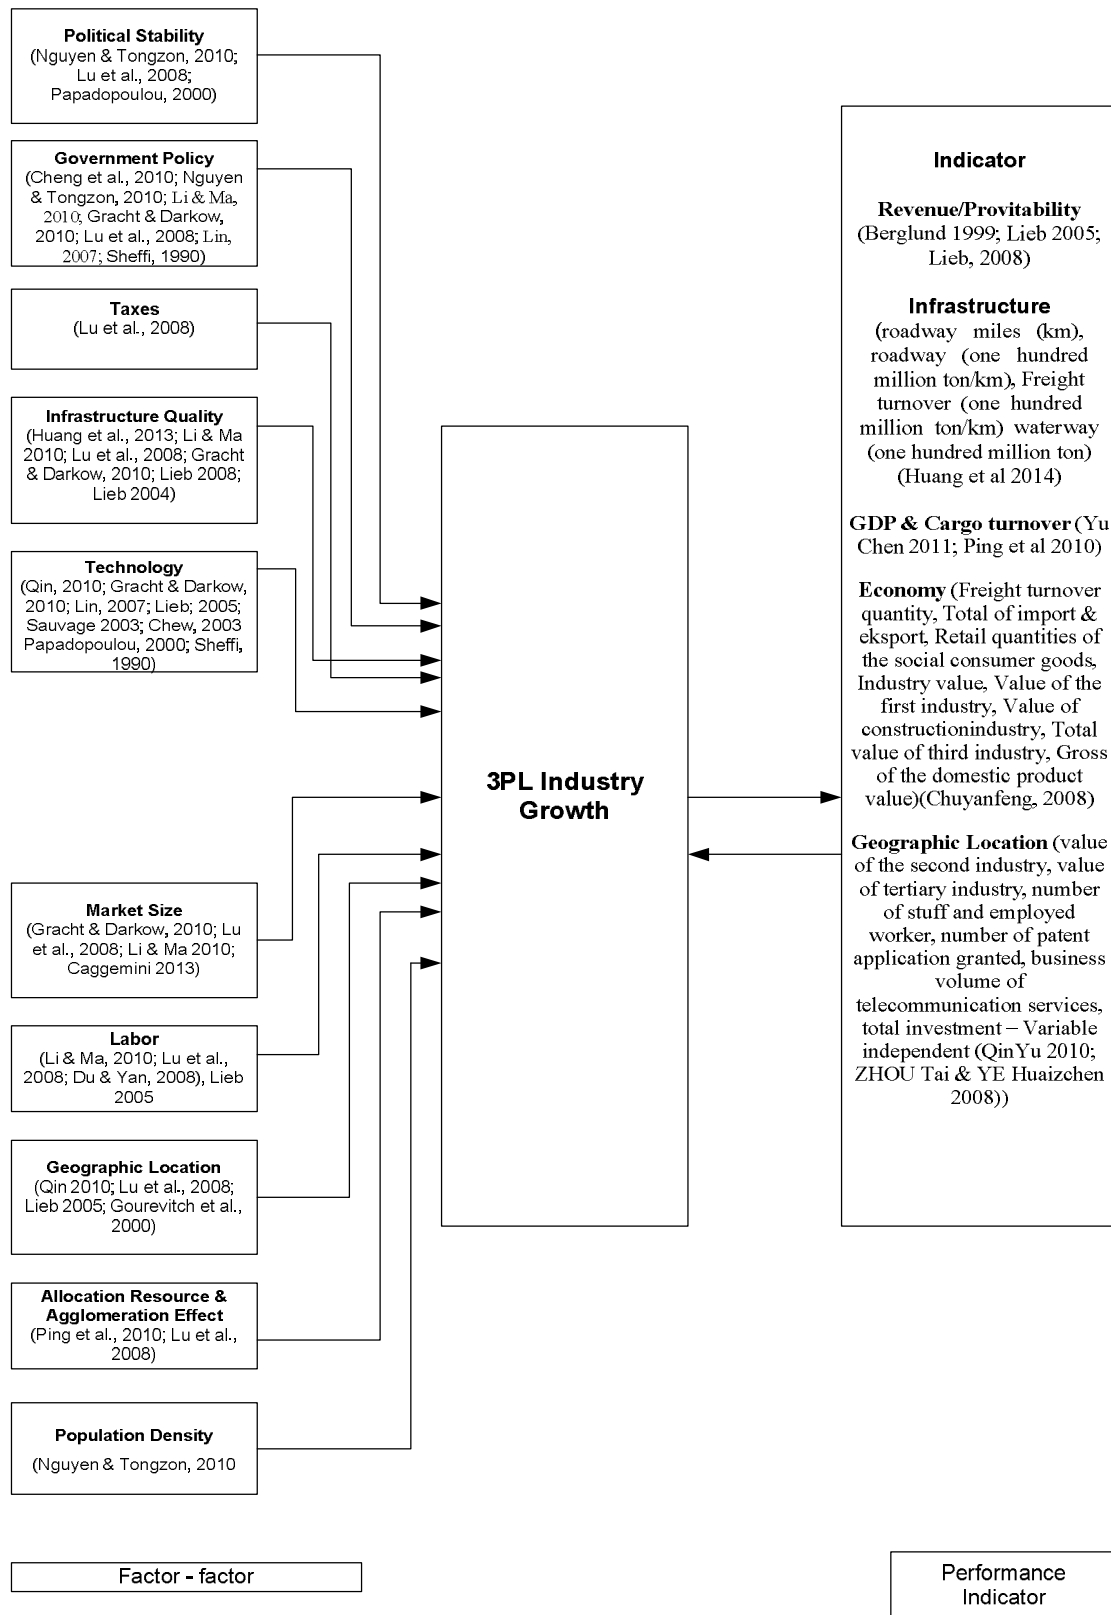 Political Stability
(Nguyen & Tongzon, 2010;
Lu et al., 2008;
Papadopoulou, 2000)
Government Policy
(Cheng et al., 2010; Nguyen
& Tongzon, 2010; Li & Ma,
2010; Gracht & Darkow,
2010; Lu et al., 2008; Lin,
2007; Sheffi, 1990)
Taxes
(Lu et al., 2008)
Infrastructure Quality
(Huang et al., 2013; Li & Ma
2010; Lu et al., 2008; Gracht
& Darkow, 2010; Lieb 2008;
Lieb 2004)
Technology
(Qin, 2010; Gracht & Darkow,
2010; Lin, 2007; Lieb; 2005;
Sauvage 2003; Chew, 2003
Papadopoulou, 2000; Sheffi,
1990)
Market Size
(Gracht & Darkow, 2010; Lu
et al., 2008; Li & Ma 2010;
Caggemini 2013)
Labor
(Li & Ma, 2010; Lu et al.,
2008; Du & Yan, 2008), Lieb
2005
Geographic Location
(Qin 2010; Lu et al., 2008;
Lieb 2005; Gourevitch et al.,
2000)
Allocation Resource &
Agglomeration Effect
(Ping et al., 2010; Lu et al.,
2008)
Population Density
(Nguyen & Tongzon, 2010
Factor - factor
3PL Industry
Growth
Indicator
Revenue/Provitability
(Berglund 1999; Lieb 2005;
Lieb, 2008)
Infrastructure
(roadway miles (km),
roadway (one hundred
million ton/km), Freight
turnover (one hundred
million ton/km) waterway
(one hundred million ton)
(Huang et al 2014)
GDP & Cargo turnover (Yu
Chen 2011; Ping et al 2010)
Economy (Freight turnover
quantity, Total of import &
eksport, Retail quantities of
the social consumer goods,
Industry value, Value of the
first industry, Value of
constructionindustry, Total
value of third industry, Gross
of the domestic product
value)(Chuyanfeng, 2008)
Geographic Location (value
of the second industry, value
of tertiary industry, number
of stuff and employed
worker, number of patent
application granted, business
volume of
telecommunication services,
total investment – Variable
independent (QinYu 2010;
ZHOU Tai & YE Huaizchen
2008))
Performance
Indicator